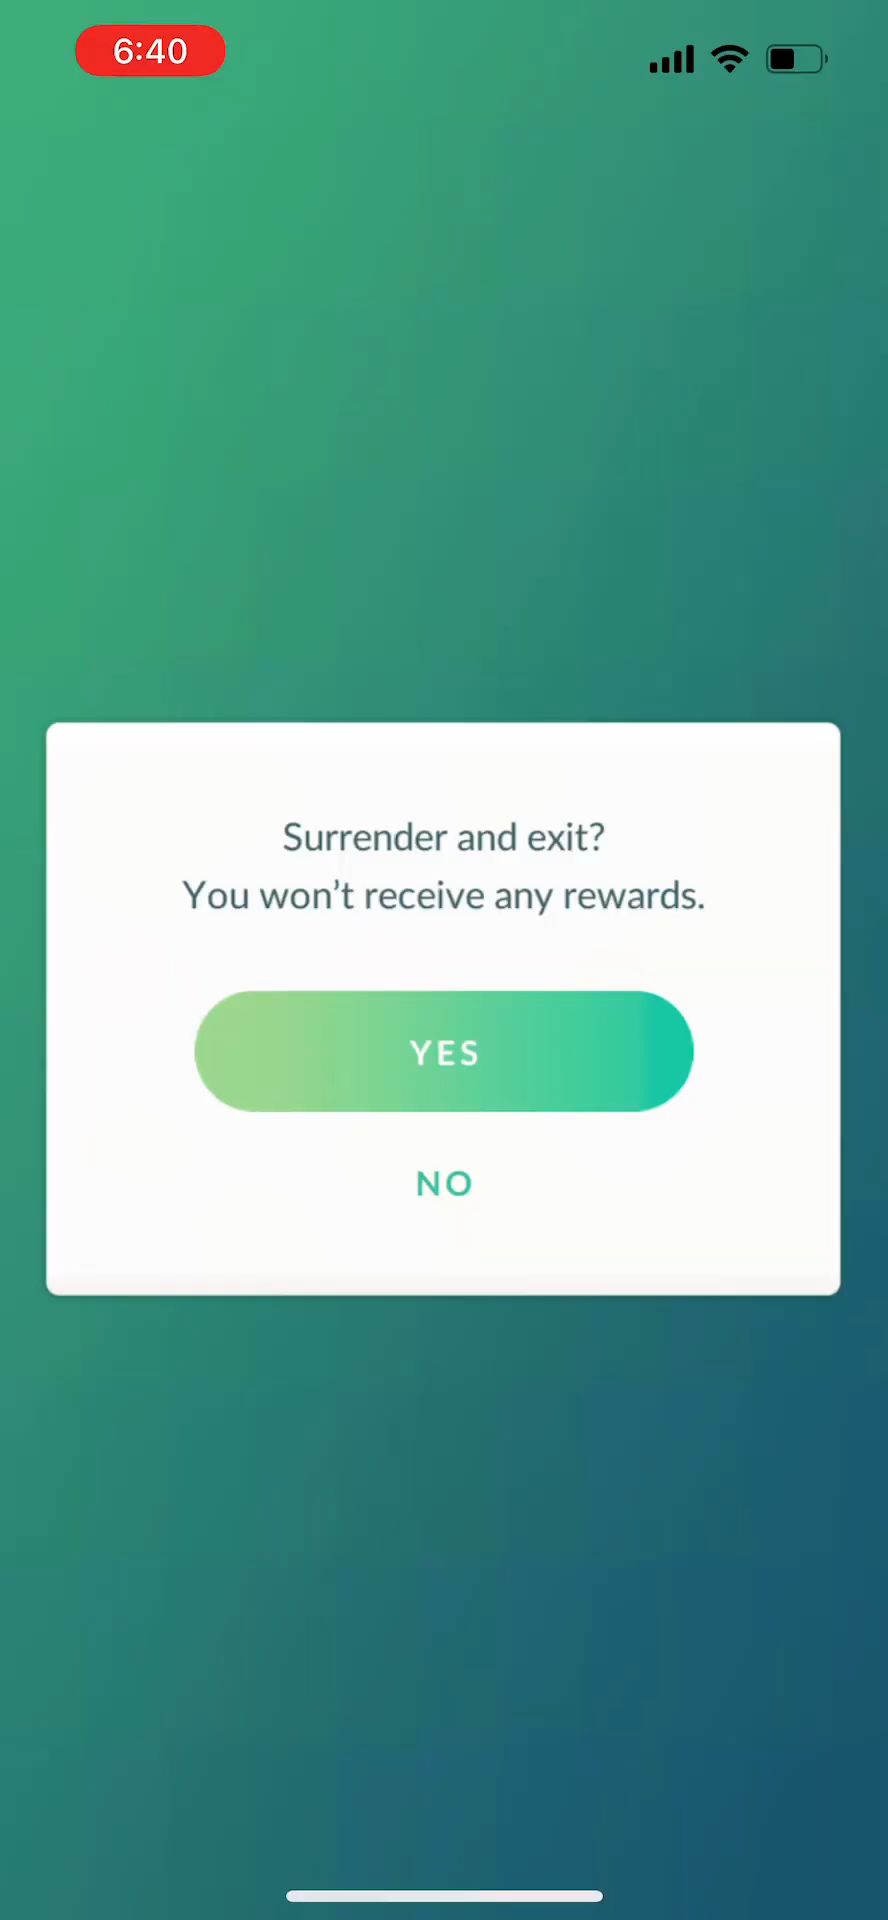 6:40
Surrender and exit?
You won’t receive any rewards.
YES
NO